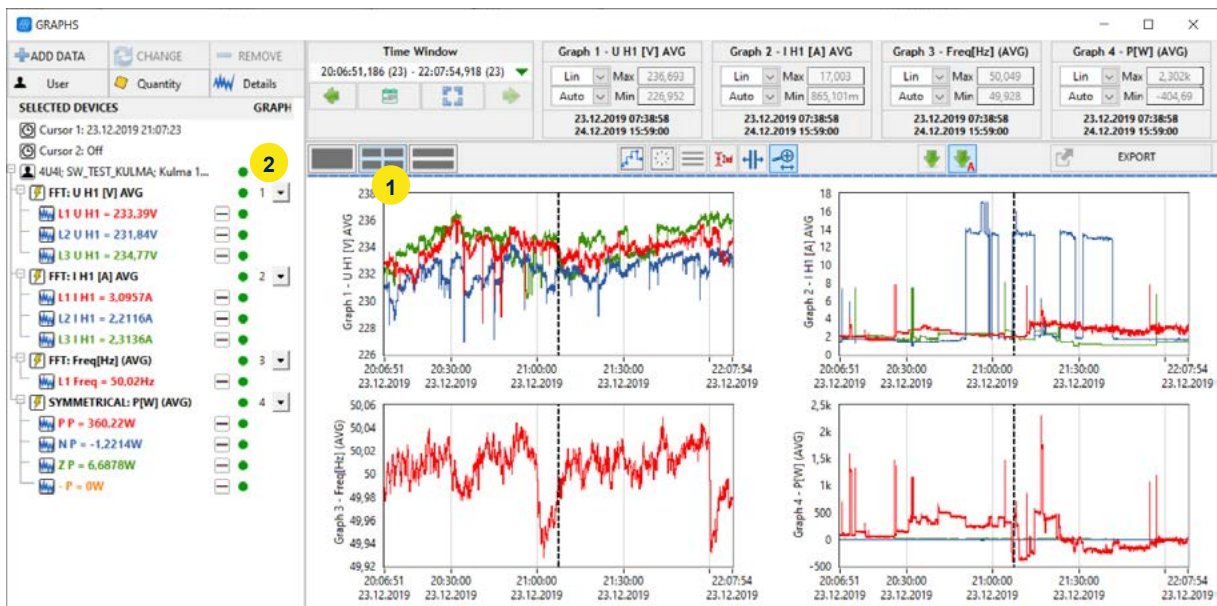 GRAPHS
ADD DATA
CHANGE
REMOVE
User
Quantity
Details
SELECTED DEVICES
GRAPH
Cursor 1: 23.12.2019 21:07:23
Cursor 2: Off
4U4I; SW_TEST_KULMA; Kulma 1...
2
FFT: U H1 [V] AVG
1
L1 U H1 = 233,39V
L2 U H1 = 231,84V
L3 U H1 = 234,77V
FFT: I H1 [A] AVG
2
L1 I H1 = 3,0957A
L2 I H1 = 2,2116A
L3 I H1 = 2,3136A
FFT: Freq[Hz] (AVG)
3
L1 Freq = 50,02Hz
SYMMETRICAL: P[W] (AVG)
4
P P = 360,22W
N P = -1,2214W
Z P = 6,6878W
- P = 0W
Time Window
20:06:51,186 (23) - 22:07:54,918 (23)
Graph 1 - U H1 [V] AVG
Lin
Max
236,693
Auto
Min
226,952
23.12.2019 07:38:58
24.12.2019 15:59:00
Graph 2 - I H1 [A] AVG
Lin
Max
17,003
Auto
Min
865,101m
23.12.2019 07:38:58
24.12.2019 15:59:00
Graph 3 - Freq[Hz] (AVG)
Lin
Max
50,049
Auto
Min
49,928
23.12.2019 07:38:58
24.12.2019 15:59:00
Graph 4 - P[W] (AVG)
Lin
Max
2,302k
Auto
Min
-404,69
23.12.2019 07:38:58
24.12.2019 15:59:00
A
EXPORT
1
Graph 1 - U H1 [V] AVG
238
236
234
232
230
228
226
20:06:51
23.12.2019
20:30:00
23.12.2019
21:00:00
23.12.2019
21:30:00
23.12.2019
22:07:54
23.12.2019
Graph 2 - I H1 [A] AVG
18
16
14
12
10
8
6
4
2
0
20:06:51
23.12.2019
20:30:00
23.12.2019
21:00:00
23.12.2019
21:30:00
23.12.2019
22:07:54
23.12.2019
Graph 3 - Freq[Hz] (AVG)
50,06
50,04
50,02
50
49,98
49,96
49,94
49,92
20:06:51
23.12.2019
20:30:00
23.12.2019
21:00:00
23.12.2019
21:30:00
23.12.2019
22:07:54
23.12.2019
Graph 4 - P[W] (AVG)
2,5k
2k
1,5k
1k
500
0
-500
20:06:51
23.12.2019
20:30:00
23.12.2019
21:00:00
23.12.2019
21:30:00
23.12.2019
22:07:54
23.12.2019